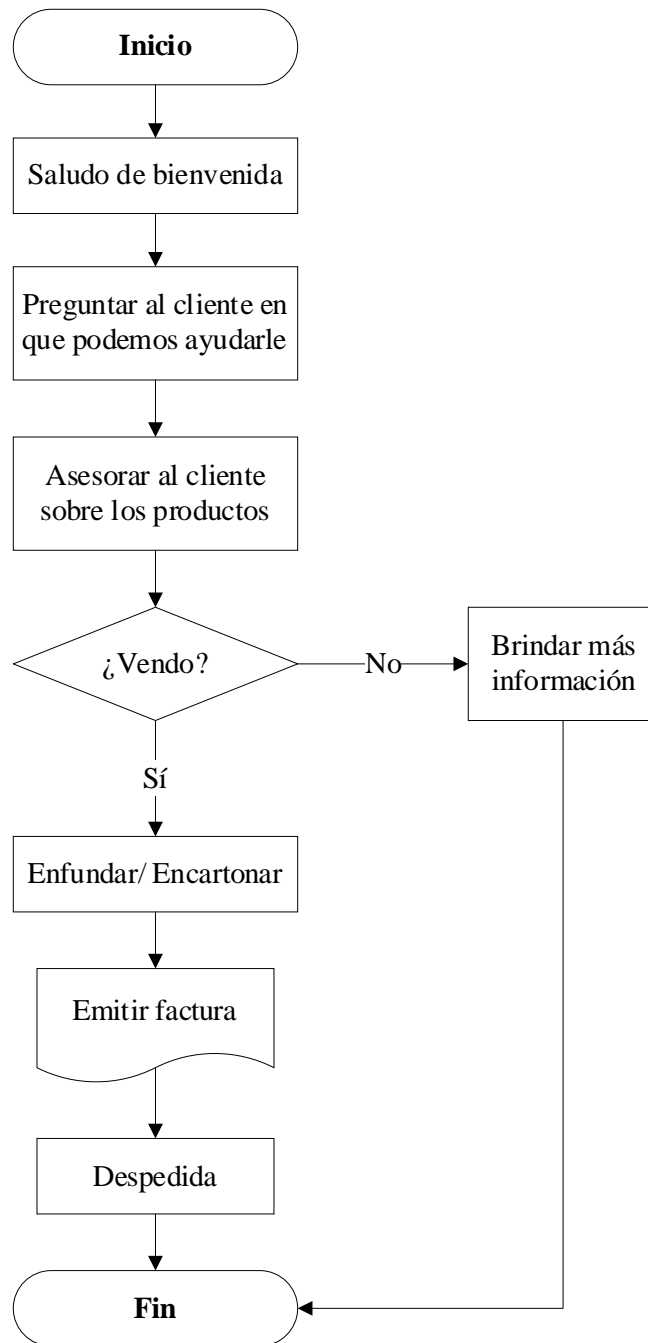 Inicio
Saludo de bienvenida
Preguntar al cliente en
que podemos ayudarle
Asesorar al cliente
sobre los productos
¿Vendo?
No
Brindar más
información
Sí
Enfundar/ Encartonar
Emitir factura
Despedida
Fin